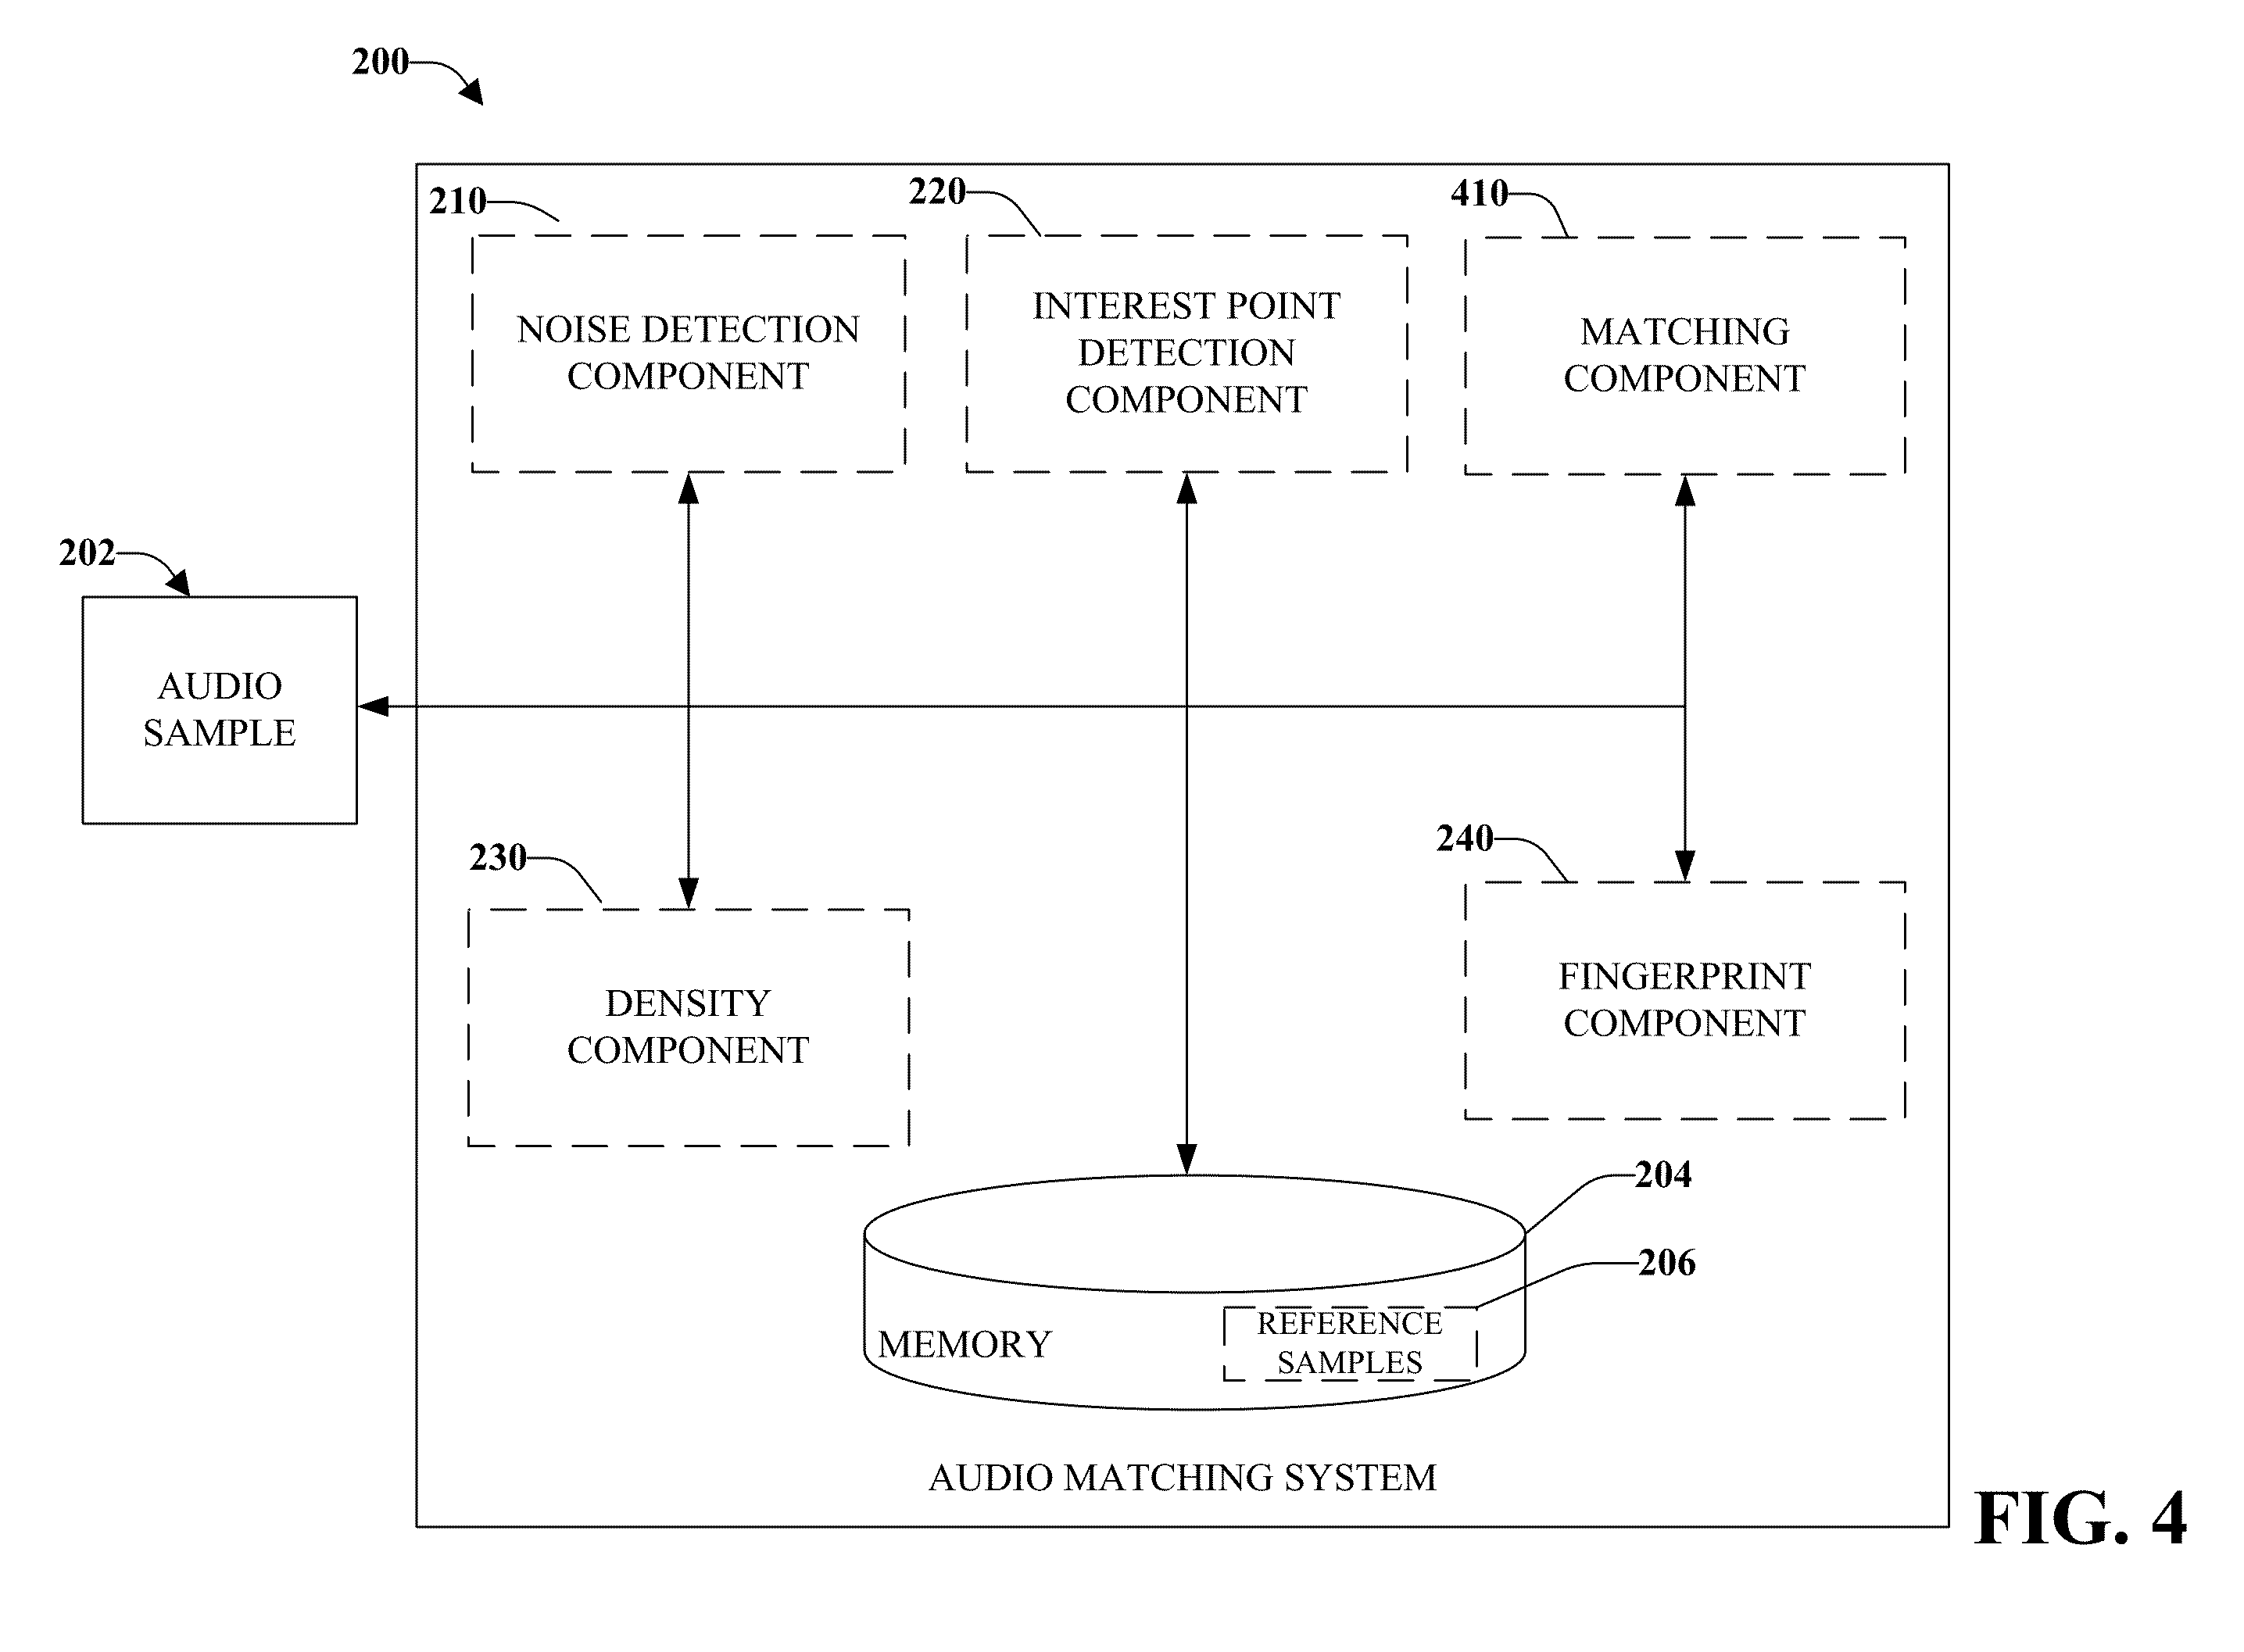 200
210
220
410
NOISE DETECTION
COMPONENT
INTEREST POINT
DETECTION
COMPONENT
MATCHING
COMPONENT
202
AUDIO
SAMPLE
230
240
DENSITY
COMPONENT
FINGERPRINT
COMPONENT
204
206
MEMORY
REFERENCE
SAMPLES
AUDIO MATCHING SYSTEM
FIG. 4